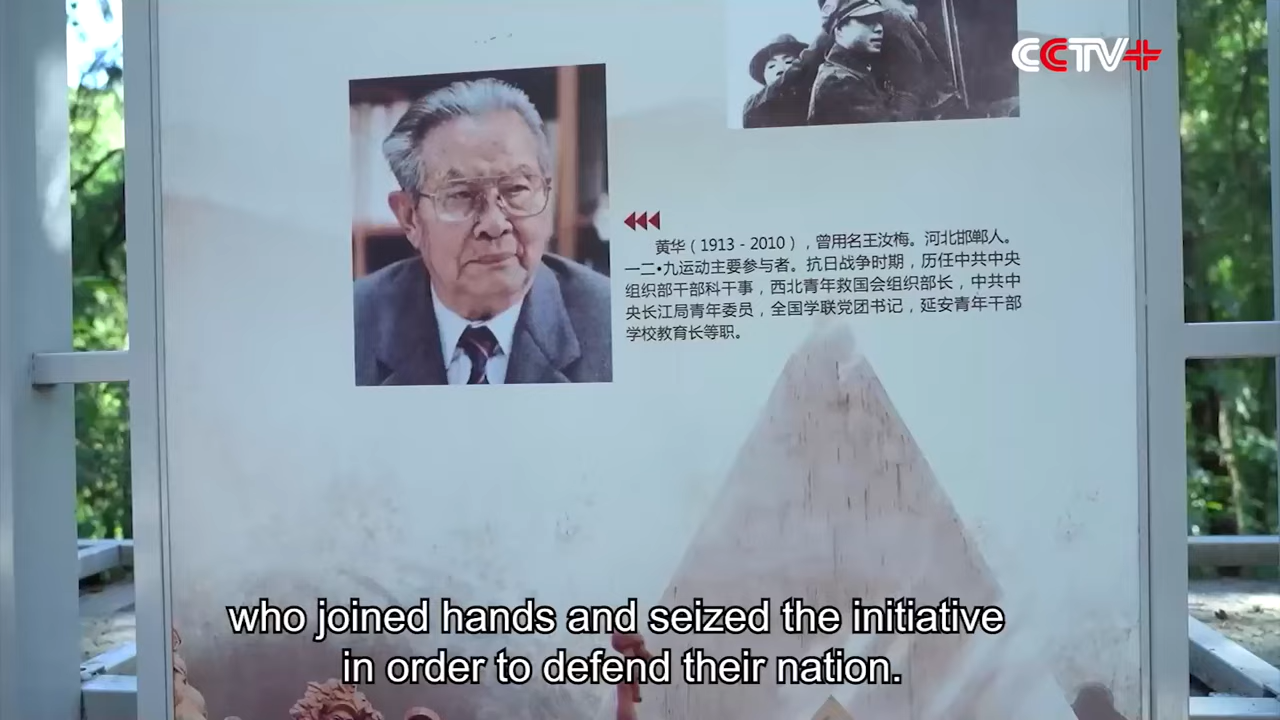 CCTV+
黄华（1913 - 2010），曾用名王汝梅。河北邯郸人。
一二•九运动主要参与者。抗日战争时期，历任中共中央
组织部干部科干事，西北青年救国会组织部长，中共中
央长江局青年委员，全国学联党团书记，延安青年干部
学校教育长等职。
who joined hands and seized the initiative
in order to defend their nation.